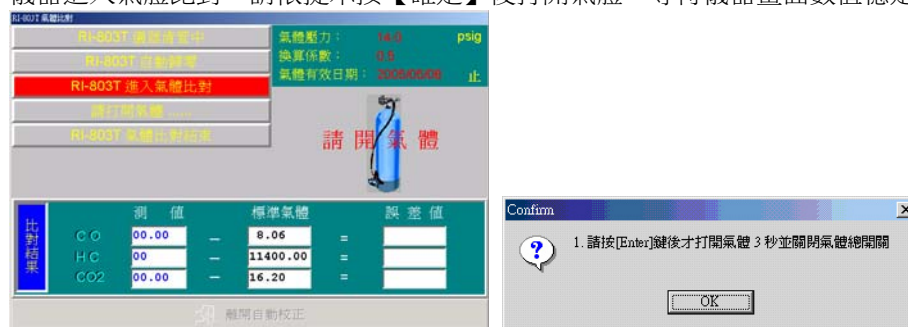 儀器進入氣體比對，請依提示按【確定】後打開氣體，等待儀器畫面數值穩定
RI-803T 氣體比對
RI-803T 儀器清零中
氣體壓力： 14.0 psig
RI-803T 自動歸零
換算係數： 0.5
RI-803T 進入氣體比對
氣體有效日期： 2005/06/06 止
請打開氣體 ......
RI-803T 氣體比對結束
請開氣體
比對結果
測 值 標準氣體 誤差值
CO 00.00 – 8.06 =
HC 00 – 11400.00 =
CO2 00.00 – 16.20 =
離開自動校正
Confirm
1. 請按[Enter]鍵後才打開氣體 3 秒並關閉氣體總開關
OK